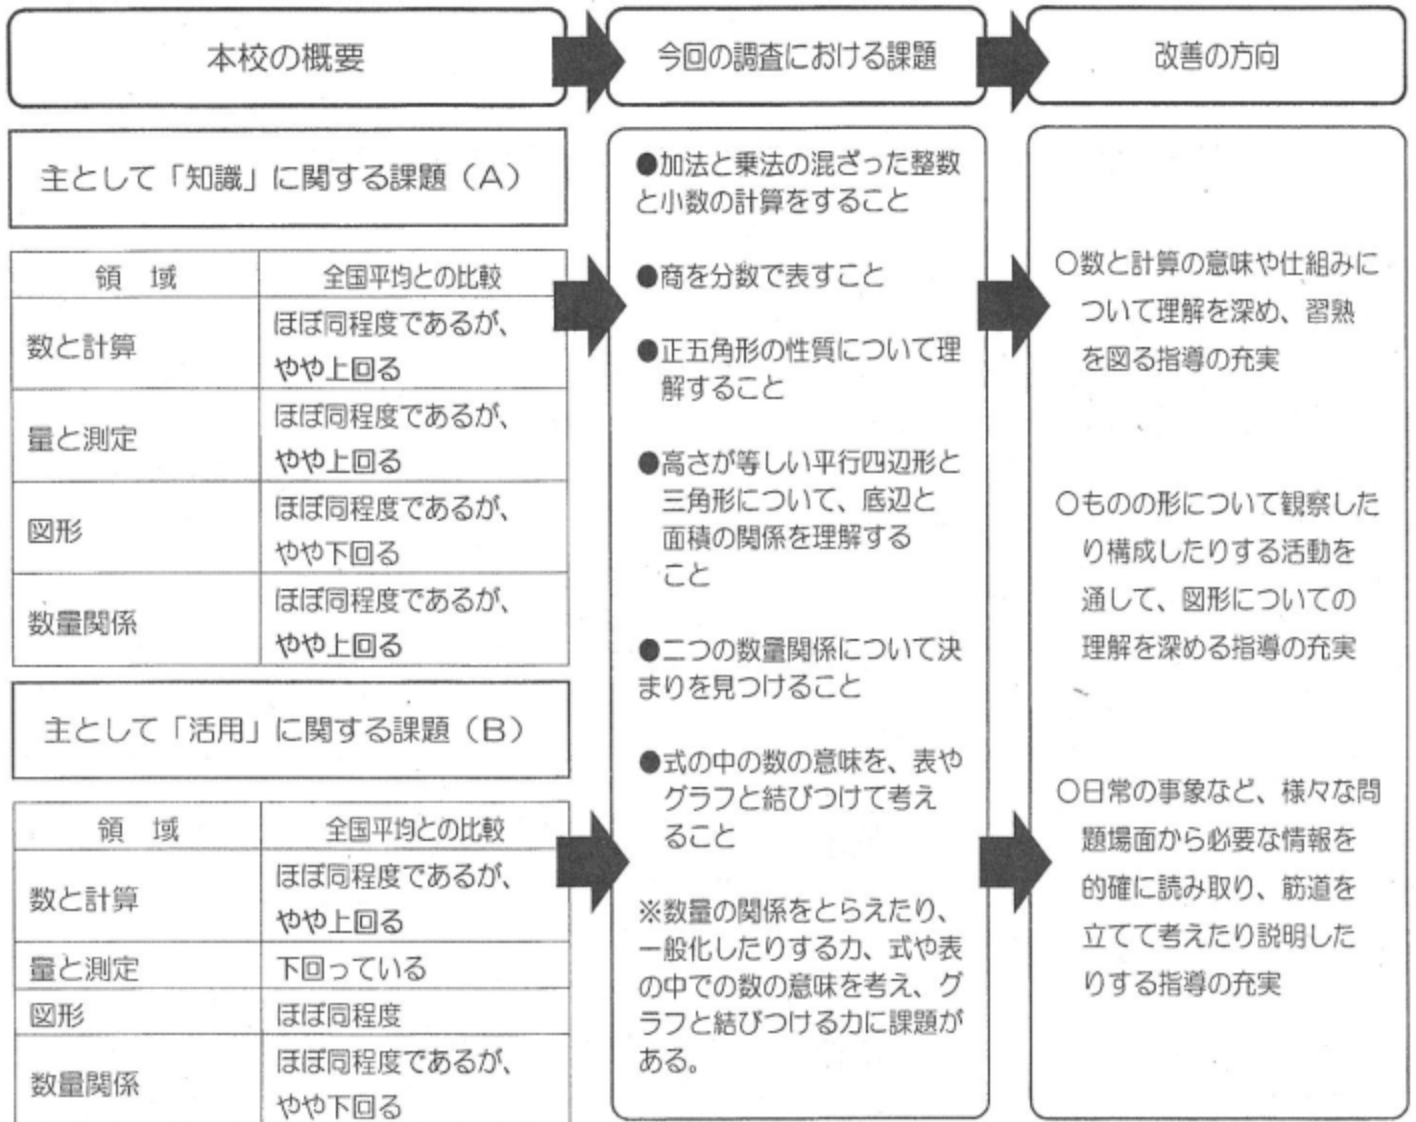 本校の概要
今回の調査における課題
改善の方向
主として「知識」に関する課題（A）
領　域　全国平均との比較
数と計算　ほぼ同程度であるが、
やや上回る
量と測定　ほぼ同程度であるが、
やや上回る
図形　ほぼ同程度であるが、
やや下回る
数量関係　ほぼ同程度であるが、
やや上回る
主として「活用」に関する課題（B）
領　域　全国平均との比較
数と計算　ほぼ同程度であるが、
やや上回る
量と測定　下回っている
図形　ほぼ同程度
数量関係　ほぼ同程度であるが、
やや下回る
●加法と乗法の混ざった整数
と小数の計算をすること
●商を分数で表すこと
●正五角形の性質について理
解すること
●高さが等しい平行四辺形と
三角形について、底辺と
面積の関係を理解する
こと
●二つの数量関係について決
まりを見つけること
●式の中の数の意味を、表や
グラフと結びつけて考え
ること
※数量の関係をとらえたり、
一般化したりする力、式や表
の中での数の意味を考え、グ
ラフと結びつける力に課題が
ある。
○数と計算の意味や仕組みに
ついて理解を深め、習熟
を図る指導の充実
○ものの形について観察した
り構成したりする活動を
通して、図形についての
理解を深める指導の充実
○日常の事象など、様々な問
題場面から必要な情報を
的確に読み取り、筋道を
立てて考えたり説明した
りする指導の充実